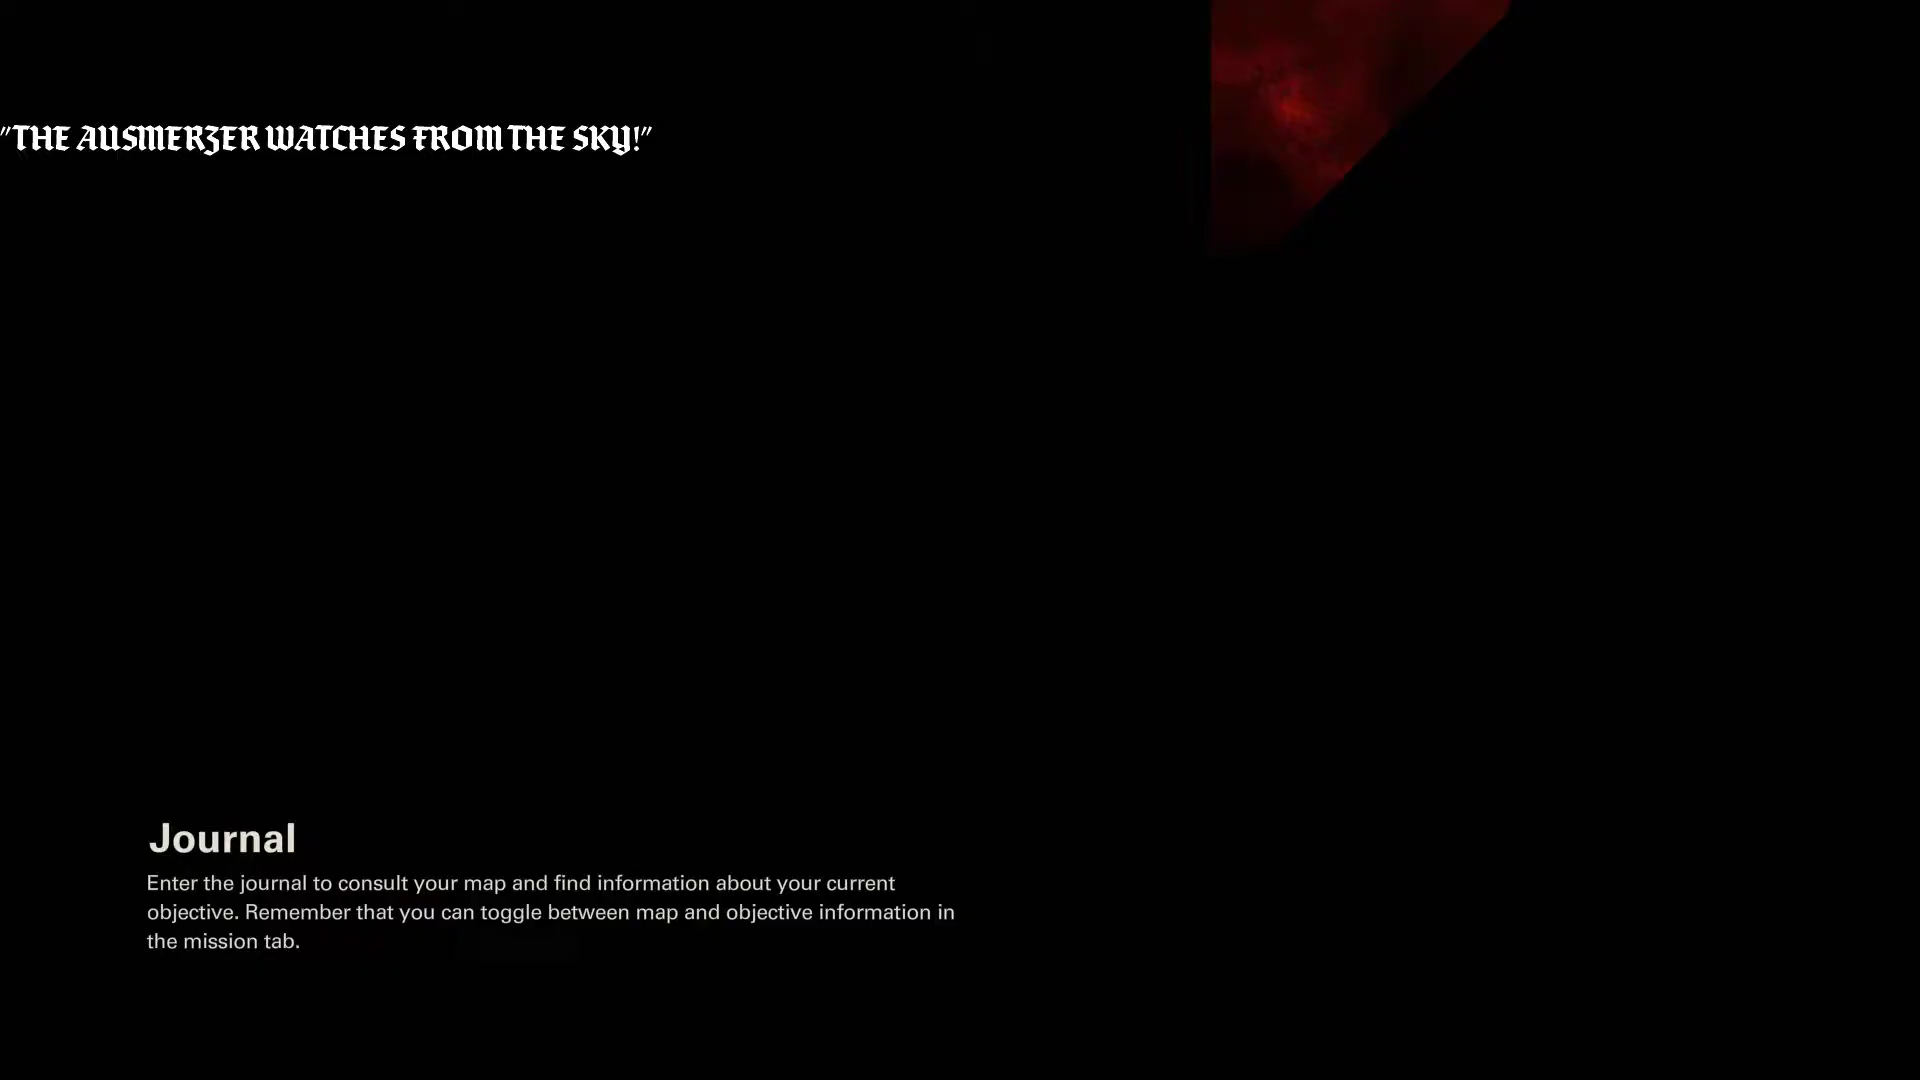 "THE AUSMERZER WATCHES FROM THE SKY!"
Journal
Enter the journal to consult your map and find information about your current
objective. Remember that you can toggle between map and objective information in
the mission tab.